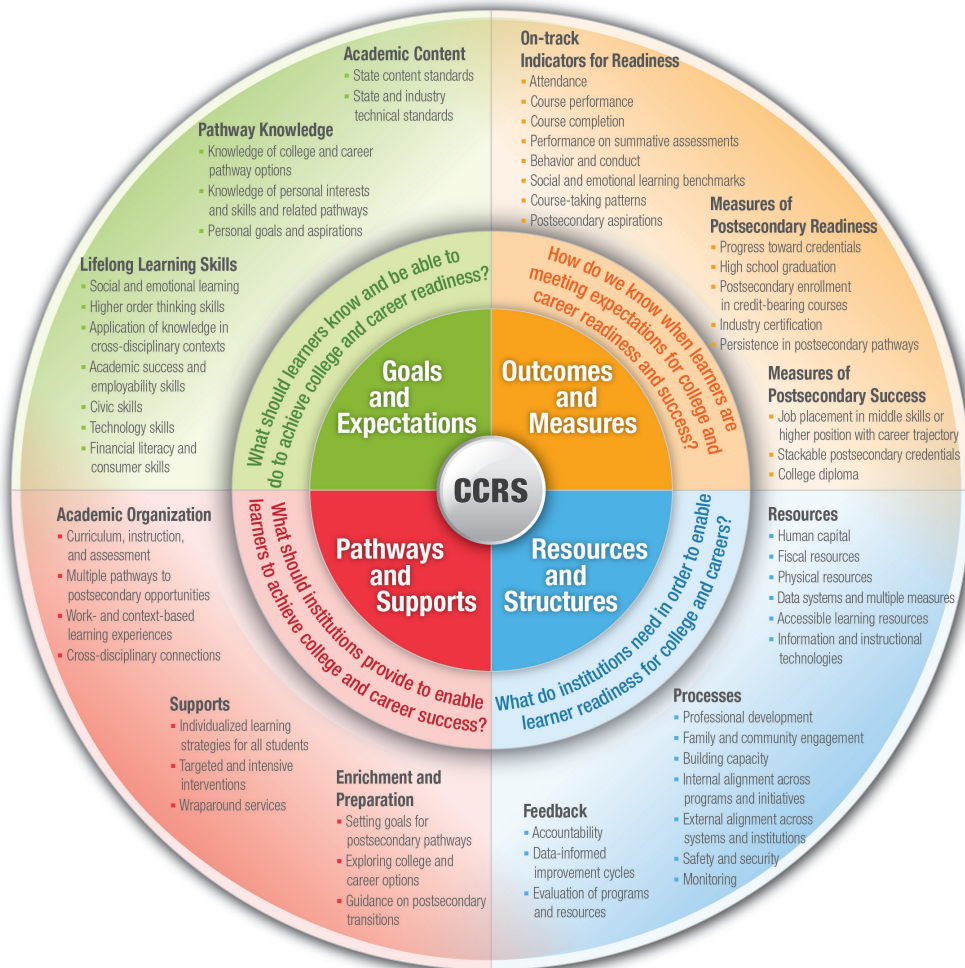 Academic Content
State content standards
State and industry
technical standards
Pathway Knowledge
Knowledge of college and career
pathway options
Knowledge of personal interests
and skills and related pathways
Personal goals and aspirations
Lifelong Learning Skills
Social and emotional learning
Higher order thinking skills
Application of knowledge in
cross-disciplinary contexts
Academic success and
employability skills
Civic skills
Technology skills
Financial literacy and
consumer skills
What should learners know and be able to
do to achieve college and career readiness?
Goals
and
Expectations
On-track
Indicators for Readiness
Attendance
Course performance
Course completion
Performance on summative assessments
Behavior and conduct
Social and emotional learning benchmarks
Course-taking patterns
Postsecondary aspirations
Measures of
Postsecondary Readiness
Progress toward credentials
High school graduation
Postsecondary enrollment
in credit-bearing courses
Industry certification
Persistence in postsecondary pathways
Measures of
Postsecondary Success
Job placement in middle skills or
higher position with career trajectory
Stackable postsecondary credentials
College diploma
How do we know when learners are
meeting expectations for college and
career readiness and success?
Outcomes
and
Measures
CCRS
Academic Organization
Curriculum, instruction,
and assessment
Multiple pathways to
postsecondary opportunities
Work- and context-based
learning experiences
Cross-disciplinary connections
Supports
Individualized learning
strategies for all students
Targeted and intensive
interventions
Wraparound services
Enrichment and
Preparation
Setting goals for
postsecondary pathways
Exploring college and
career options
Guidance on postsecondary
transitions
What should institutions provide to enable
learners to achieve college and career success?
Pathways
and
Supports
Resources
Human capital
Fiscal resources
Physical resources
Data systems and multiple measures
Accessible learning resources
Information and instructional
technologies
Processes
Professional development
Family and community engagement
Building capacity
Internal alignment across
programs and initiatives
External alignment across
systems and institutions
Safety and security
Monitoring
Feedback
Accountability
Data-informed
improvement cycles
Evaluation of programs
and resources
What do institutions need in order to enable
learner readiness for college and careers?
Resources
and
Structures